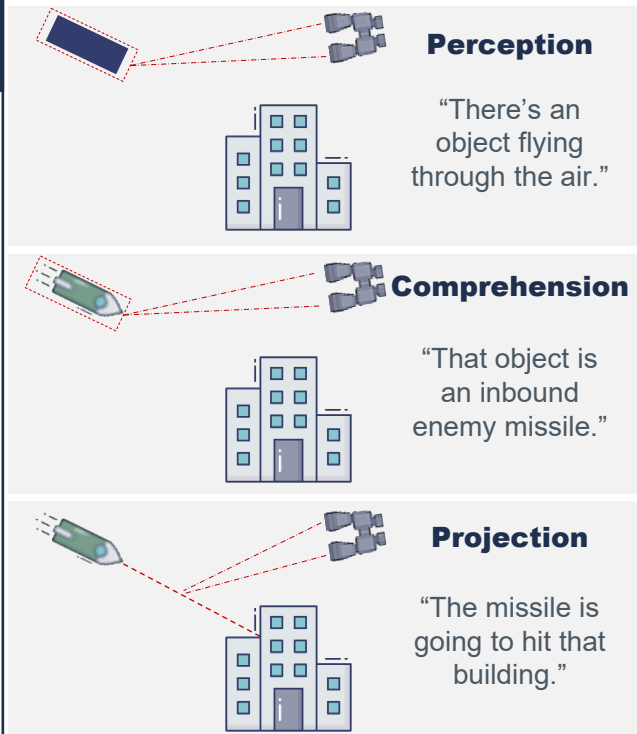 Perception
“There’s an
object flying
through the air.”
Comprehension
“That object is
an inbound
enemy missile.”
Projection
“The missile is
going to hit that
building.”